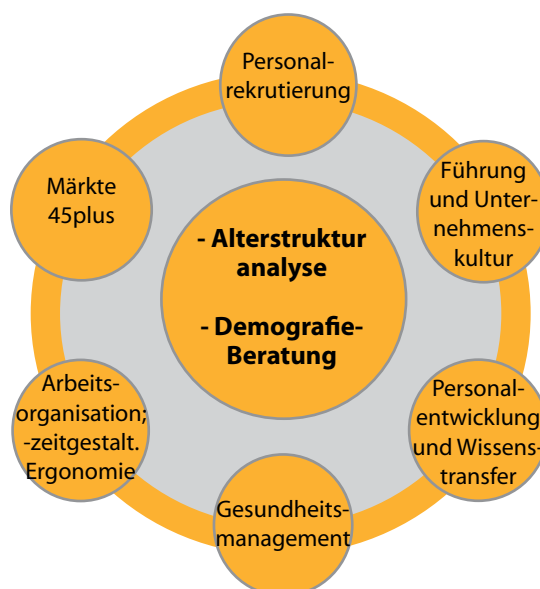 Personal-
rekrutierung
Führung
und Unter-
nehmens-
kultur
Märkte
45plus
- Alterstruktur
analyse
- Demografie-
Beratung
Arbeits-
organisation;
-zeitgestalt.
Ergonomie
Personal-
entwicklung
und Wissens-
transfer
Gesundheits-
management